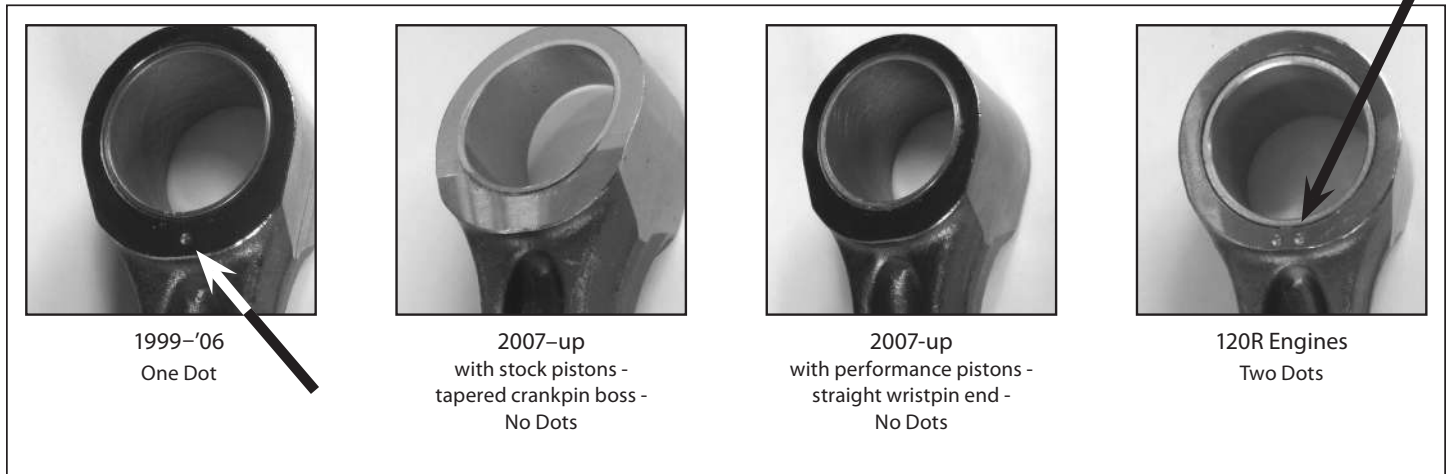 1999–'06
One Dot
2007–up
with stock pistons -
tapered crankpin boss -
No Dots
2007-up
with performance pistons -
straight wristpin end -
No Dots
120R Engines
Two Dots